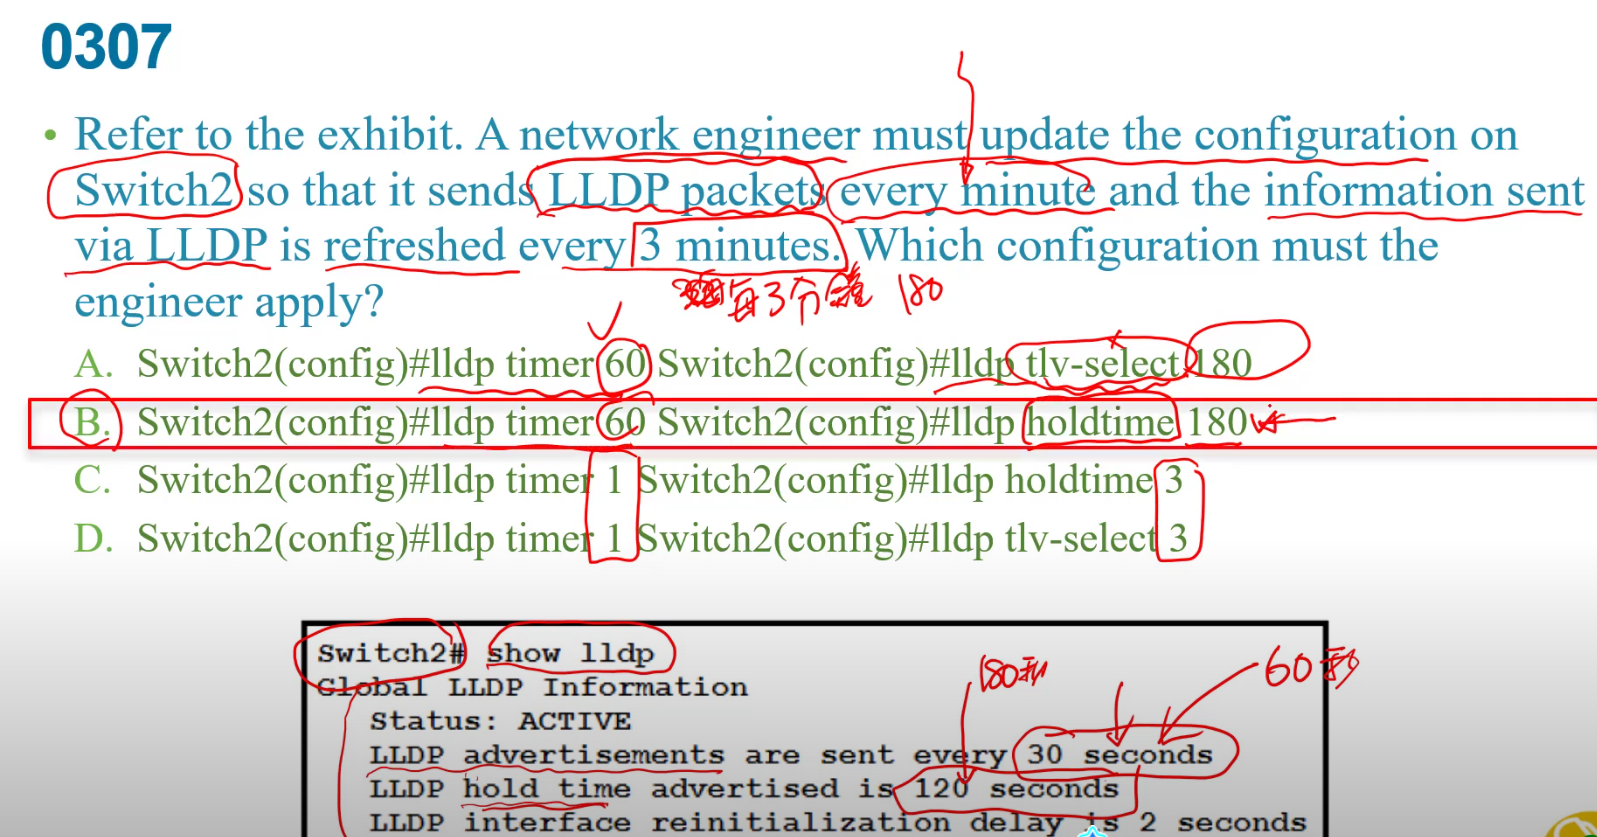 0307
• Refer to the exhibit. A network engineer must update the configuration on
Switch2 so that it sends LLDP packets every minute and the information sent
via LLDP is refreshed every 3 minutes. Which configuration must the
engineer apply?
每3分鐘 180
A. Switch2(config)#lldp timer 60 Switch2(config)#lldp tlv-select 180
B. Switch2(config)#lldp timer 60 Switch2(config)#lldp holdtime 180
C. Switch2(config)#lldp timer 1 Switch2(config)#lldp holdtime 3
D. Switch2(config)#lldp timer 1 Switch2(config)#lldp tlv-select 3
Switch2# show lldp
180秒 60秒
Global LLDP Information
Status: ACTIVE
LLDP advertisements are sent every 30 seconds
LLDP hold time advertised is 120 seconds
LLDP interface reinitialization delay is 2 seconds